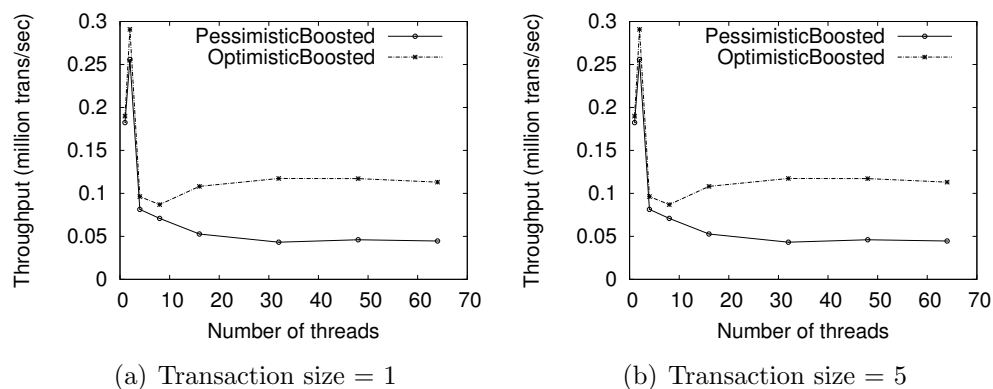 Throughput (million trans/sec)
0.3
0.25
0.2
0.15
0.1
0.05
0
PessimisticBoosted
OptimisticBoosted
0 10 20 30 40 50 60 70
Number of threads
(a) Transaction size = 1
Throughput (million trans/sec)
0.3
0.25
0.2
0.15
0.1
0.05
0
PessimisticBoosted
OptimisticBoosted
0 10 20 30 40 50 60 70
Number of threads
(b) Transaction size = 5